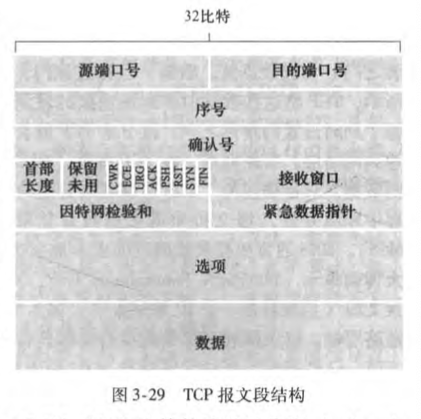 32比特
源端口号 目的端口号
序号
确认号
首部长度 保留未用 CWR ECE URG ACK PSH RST SYN FIN 接收窗口
因特网检验和 紧急数据指针
选项
数据
图 3-29 TCP 报文段结构